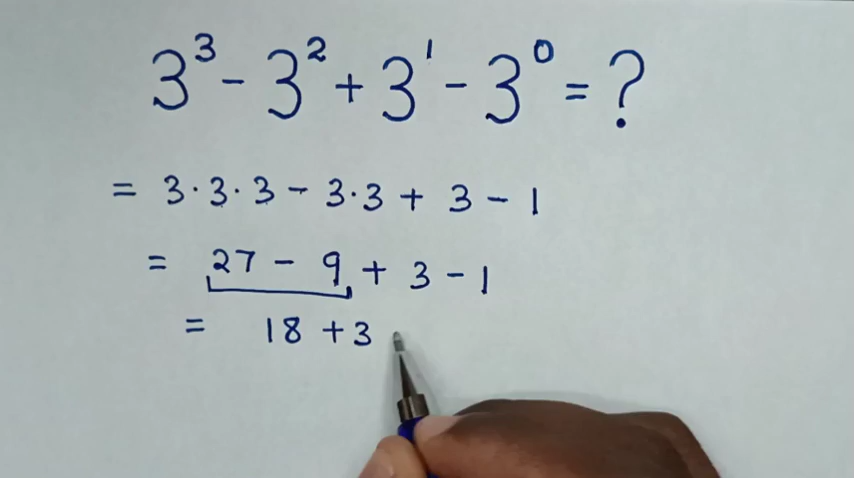 3³ - 3² + 3¹ - 3⁰ = ?
= 3·3·3 - 3·3 + 3 - 1
= 27 - 9 + 3 - 1
= 18 + 3